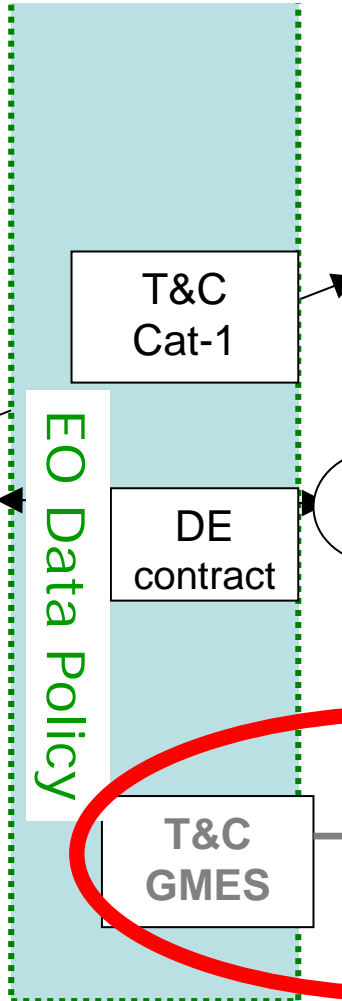 T&C
Cat-1
EO Data Policy
DE
contract
T&C
GMES